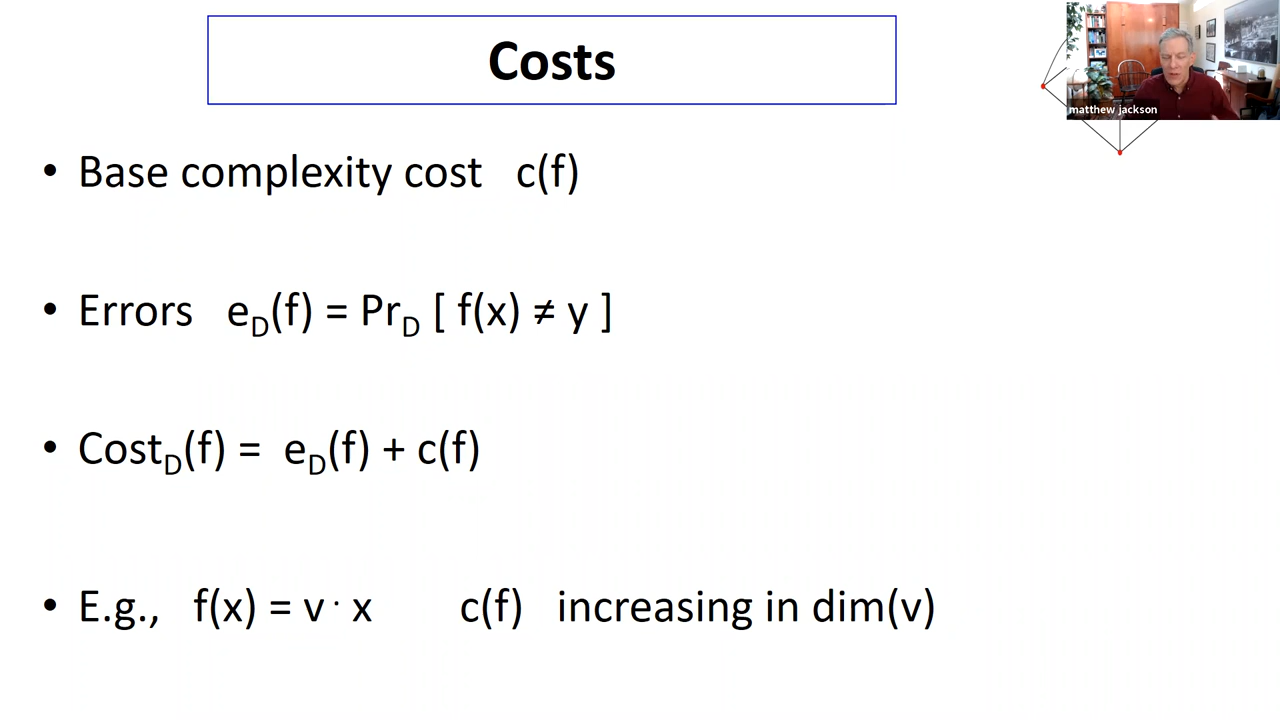 Costs
matthew jackson
• Base complexity cost c(f)
• Errors e_D(f) = Pr_D [ f(x) ≠ y ]
• Cost_D(f) = e_D(f) + c(f)
• E.g., f(x) = v · x c(f) increasing in dim(v)